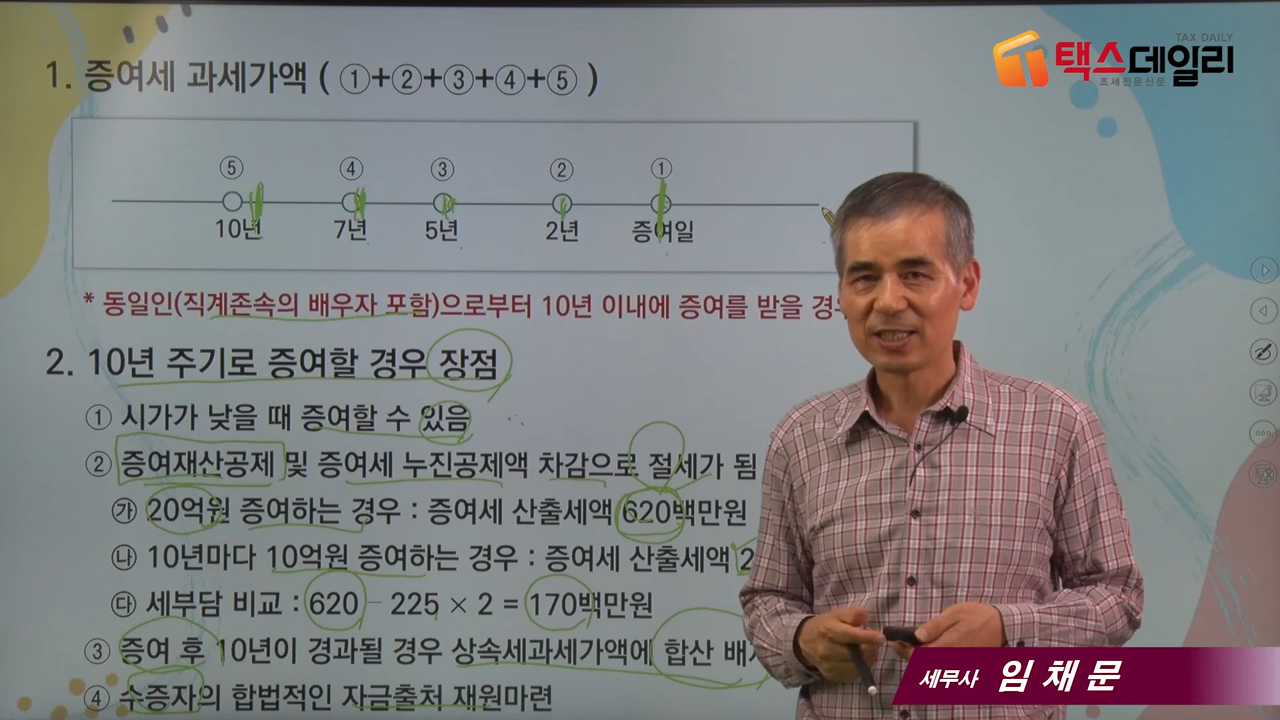 1. 증여세 과세가액 ( ①+②+③+④+⑤ )
TAX DAILY
택스데일리
조세전문신문
⑤ ④ ③ ② ①
10년 7년 5년 2년 증여일
* 동일인(직계존속의 배우자 포함)으로부터 10년 이내에 증여를 받을 경우
2. 10년 주기로 증여할 경우 장점
① 시가가 낮을 때 증여할 수 있음
② 증여재산공제 및 증여세 누진공제액 차감으로 절세가 됨
㉮ 20억원 증여하는 경우 : 증여세 산출세액 620백만원
㉯ 10년마다 10억원 증여하는 경우 : 증여세 산출세액 2
㉰ 세부담 비교 : 620 - 225 × 2 = 170백만원
③ 증여 후 10년이 경과될 경우 상속세과세가액에 합산 배
④ 수증자의 합법적인 자금출처 재원마련
세무사 임채문